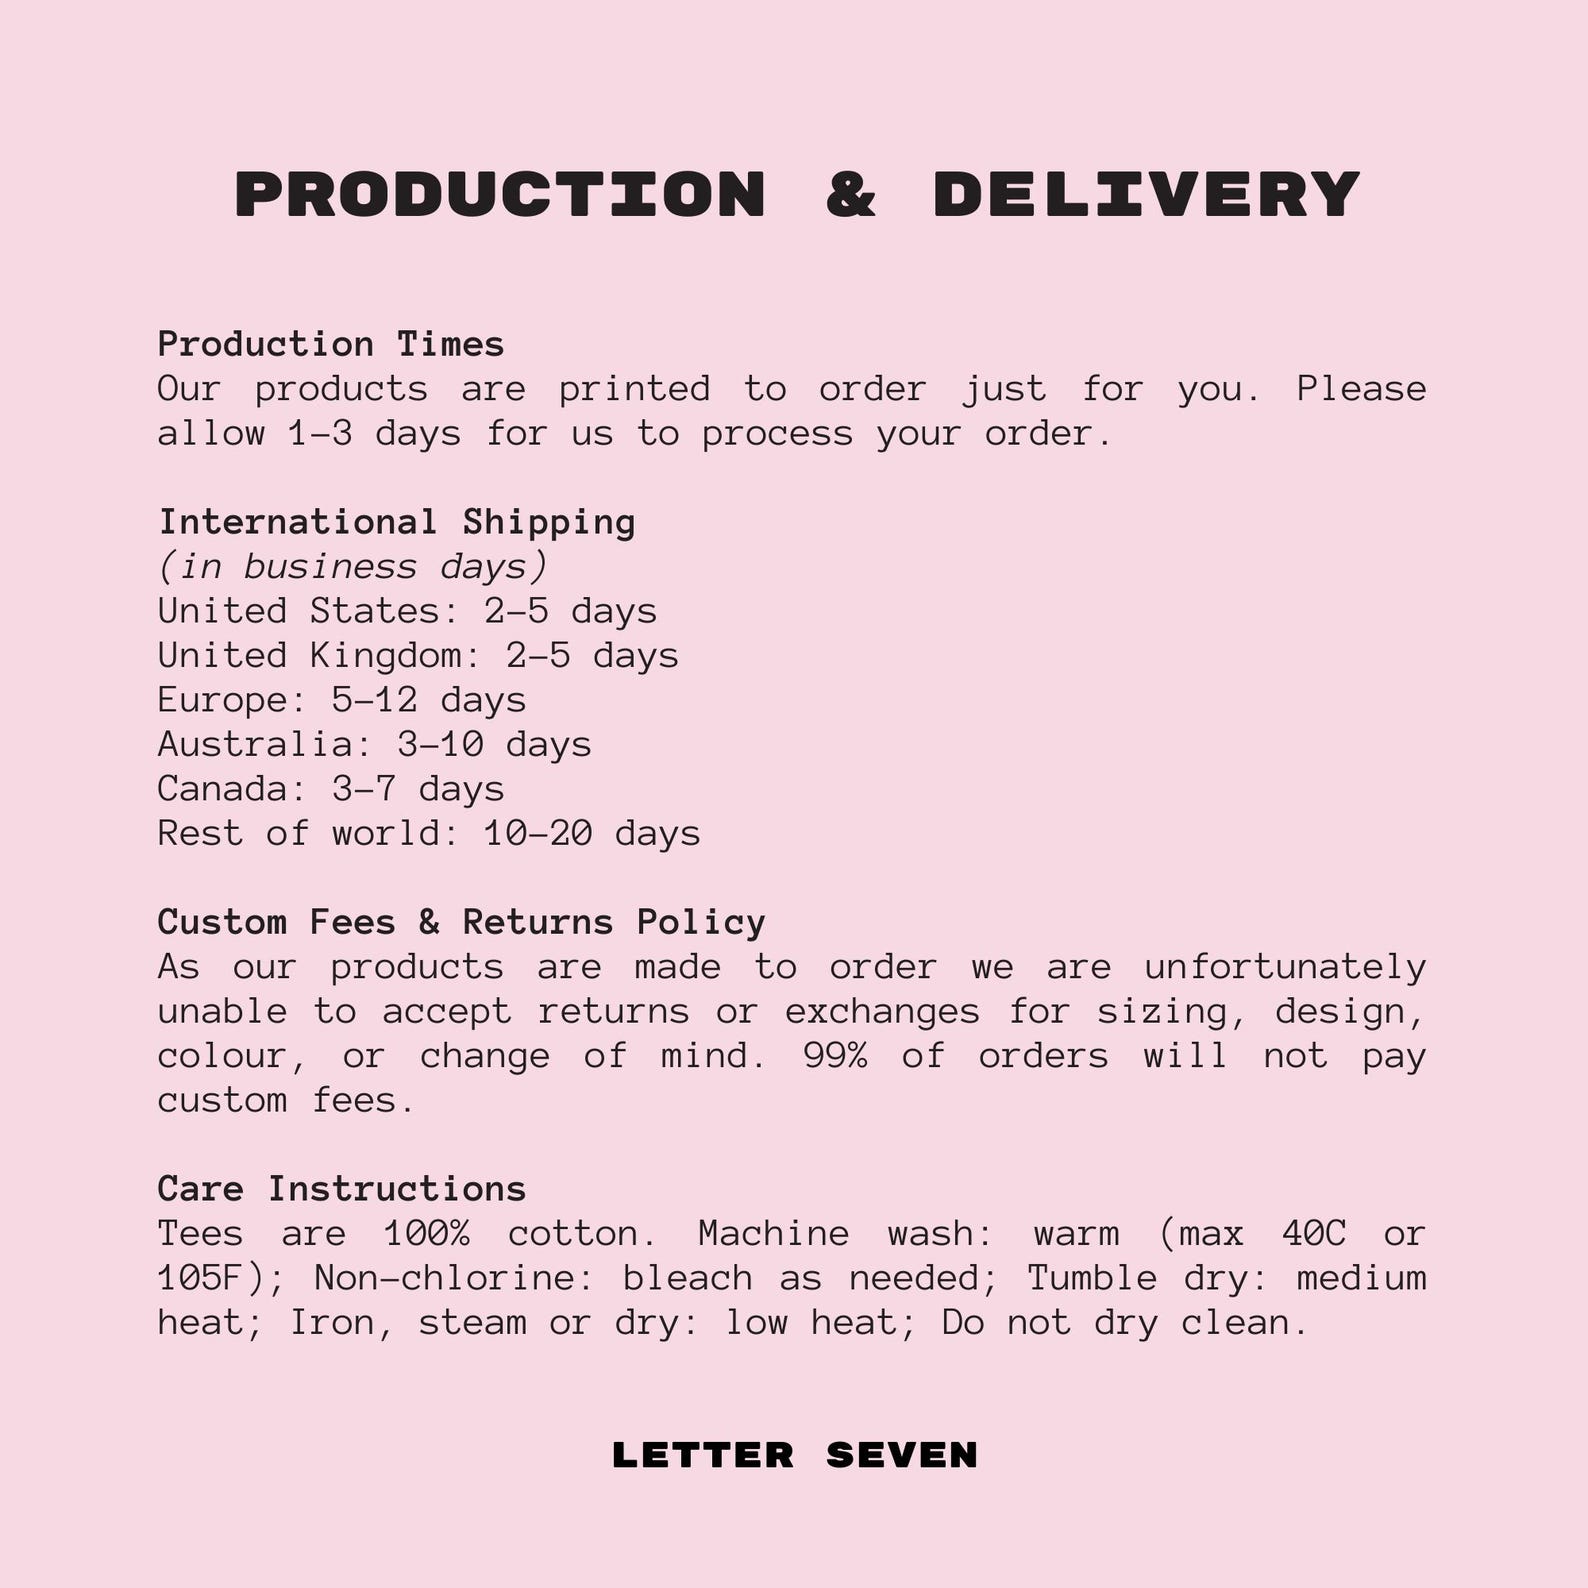 PRODUCTION & DELIVERY
Production Times
Our products are printed to order just for you. Please
allow 1-3 days for us to process your order.
International Shipping
(in business days)
United States: 2-5 days
United Kingdom: 2-5 days
Europe: 5-12 days
Australia: 3-10 days
Canada: 3-7 days
Rest of world: 10-20 days
Custom Fees & Returns Policy
As our products are made to order we are unfortunately
unable to accept returns or exchanges for sizing, design,
colour, or change of mind. 99% of orders will not pay
custom fees.
Care Instructions
Tees are 100% cotton. Machine wash: warm (max 40C or
105F); Non-chlorine: bleach as needed; Tumble dry: medium
heat; Iron, steam or dry: low heat; Do not dry clean.
LETTER SEVEN